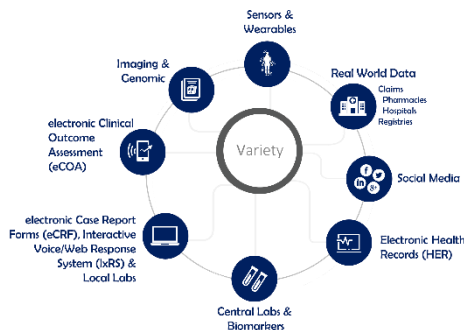 Sensors &
Wearables
Imaging &
Genomic
Real World Data
Claims
Pharmacies
Hospitals
Registries
electronic Clinical
Outcome
Assessment
(eCOA)
Variety
Social Media
electronic Case Report
Forms (eCRF), Interactive
Voice/Web Response
System (IxRS) &
Local Labs
Electronic Health
Records (HER)
Central Labs &
Biomarkers